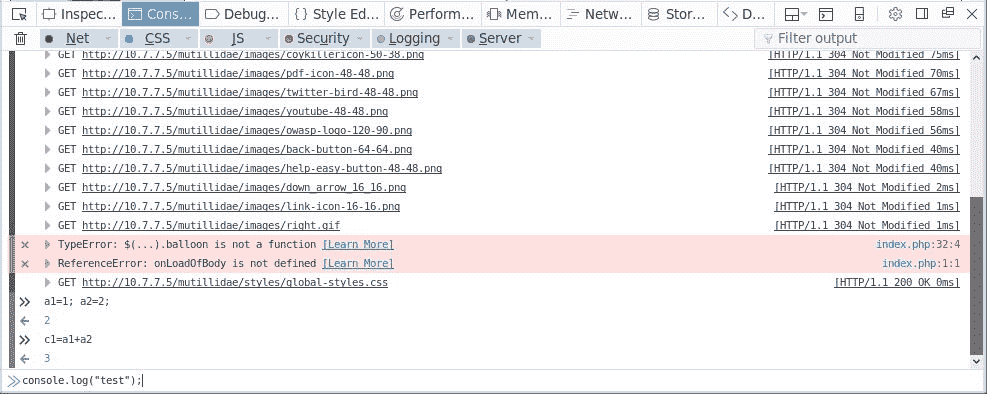 Inspec... Cons... Debug... Style Ed... Perform... Mem... Netw... Stor... D...
Net CSS JS Security Logging Server Filter output
GET http://10.7.7.5/mutillidae/images/coykillericon-50-38.png [HTTP/1.1 304 Not Modified 75ms]
GET http://10.7.7.5/mutillidae/images/pdf-icon-48-48.png [HTTP/1.1 304 Not Modified 70ms]
GET http://10.7.7.5/mutillidae/images/twitter-bird-48-48.png [HTTP/1.1 304 Not Modified 67ms]
GET http://10.7.7.5/mutillidae/images/youtube-48-48.png [HTTP/1.1 304 Not Modified 58ms]
GET http://10.7.7.5/mutillidae/images/owasp-logo-120-90.png [HTTP/1.1 304 Not Modified 56ms]
GET http://10.7.7.5/mutillidae/images/back-button-64-64.png [HTTP/1.1 304 Not Modified 40ms]
GET http://10.7.7.5/mutillidae/images/help-easy-button-48-48.png [HTTP/1.1 304 Not Modified 40ms]
GET http://10.7.7.5/mutillidae/images/down_arrow_16_16.png [HTTP/1.1 304 Not Modified 2ms]
GET http://10.7.7.5/mutillidae/images/link-icon-16-16.png [HTTP/1.1 304 Not Modified 1ms]
GET http://10.7.7.5/mutillidae/images/right.gif [HTTP/1.1 304 Not Modified 1ms]
TypeError: $(...).balloon is not a function [Learn More] index.php:32:4
ReferenceError: onLoadOfBody is not defined [Learn More] index.php:1:1
GET http://10.7.7.5/mutillidae/styles/global-styles.css [HTTP/1.1 200 OK 0ms]
a1=1; a2=2;
2
c1=a1+a2
3
console.log("test");